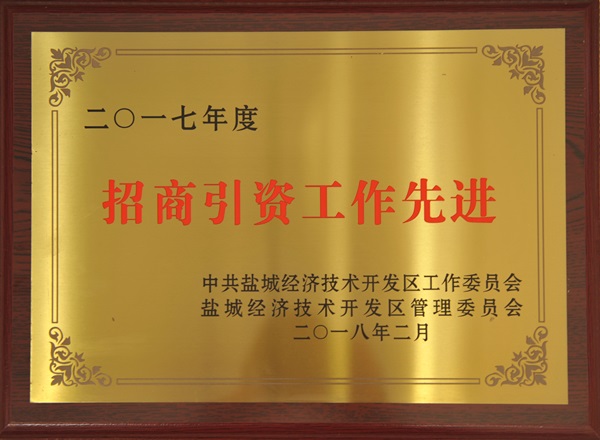 二〇一七年度
招商引资工作先进
中共盐城经济技术开发区工作委员会
盐城经济技术开发区管理委员会
二〇一八年二月